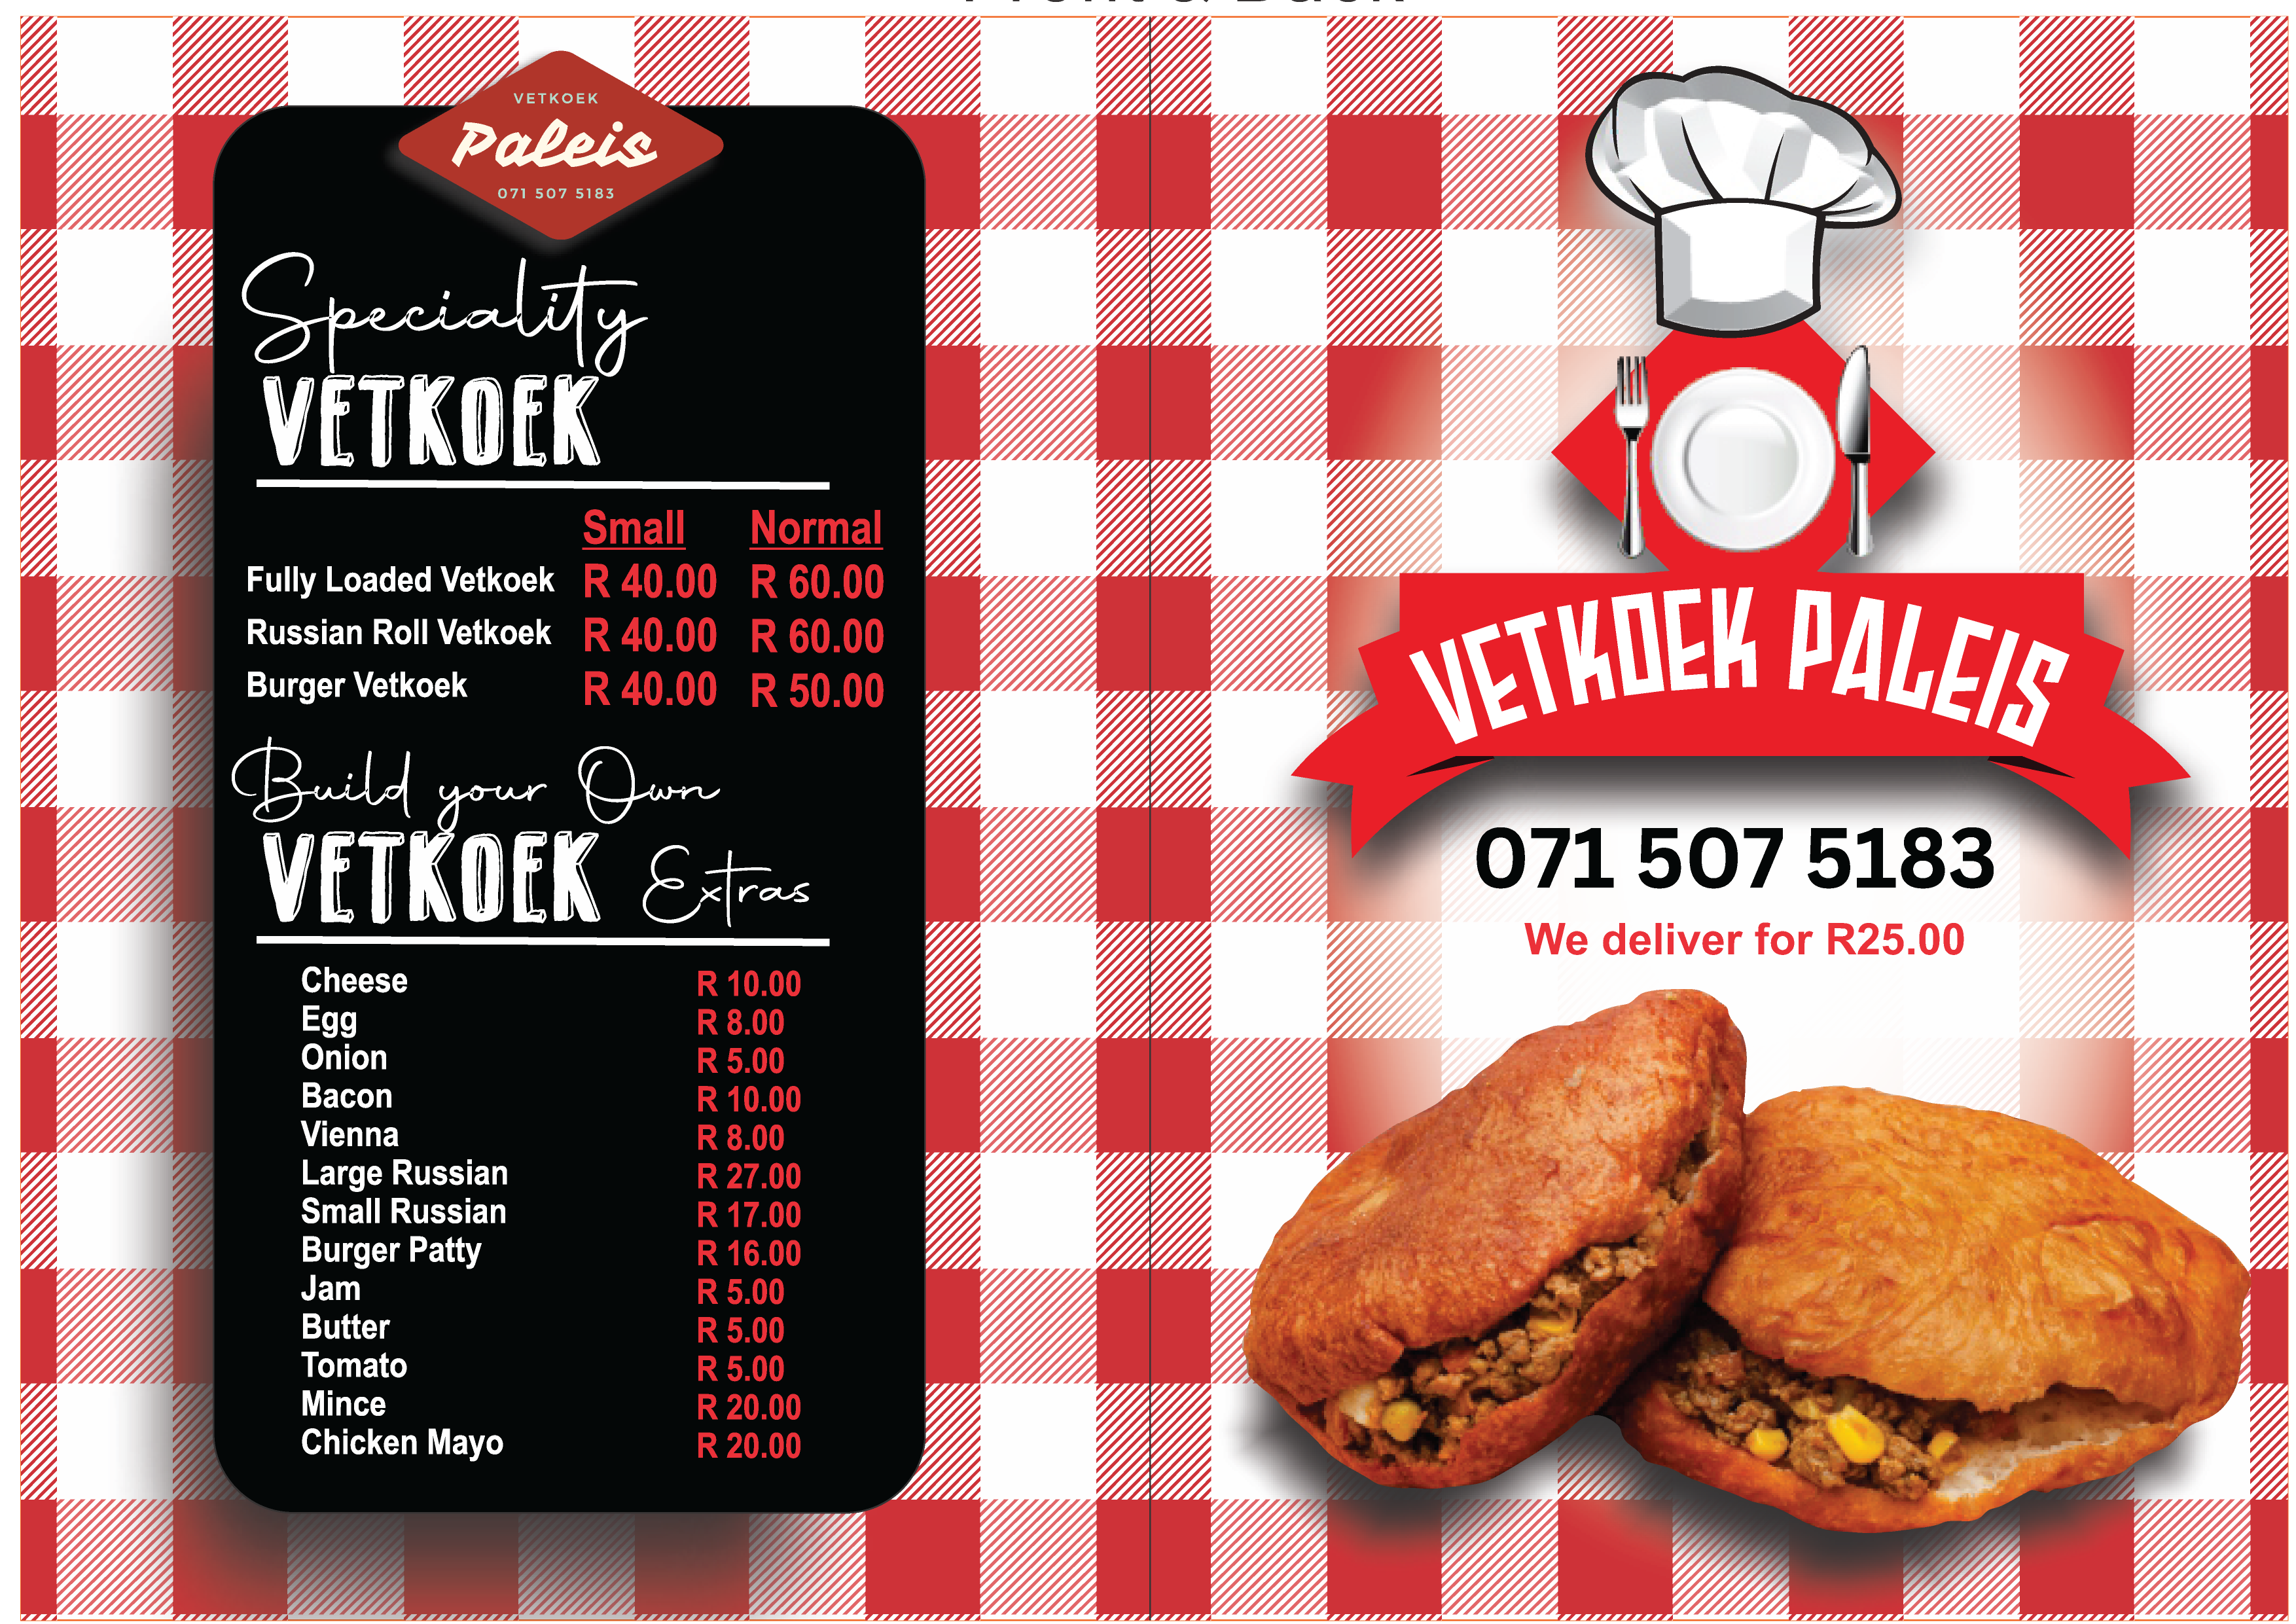 VETKOEK
Paleis
071 507 5183
Speciality
VETKOEK
Small Normal
Fully Loaded Vetkoek R 40.00 R 60.00
Russian Roll Vetkoek R 40.00 R 60.00
Burger Vetkoek R 40.00 R 50.00
Build your Own
VETKOEK Extras
Cheese R 10.00
Egg R 8.00
Onion R 5.00
Bacon R 10.00
Vienna R 8.00
Large Russian R 27.00
Small Russian R 17.00
Burger Patty R 16.00
Jam R 5.00
Butter R 5.00
Tomato R 5.00
Mince R 20.00
Chicken Mayo R 20.00
VETKOEK PALEIS
071 507 5183
We deliver for R25.00